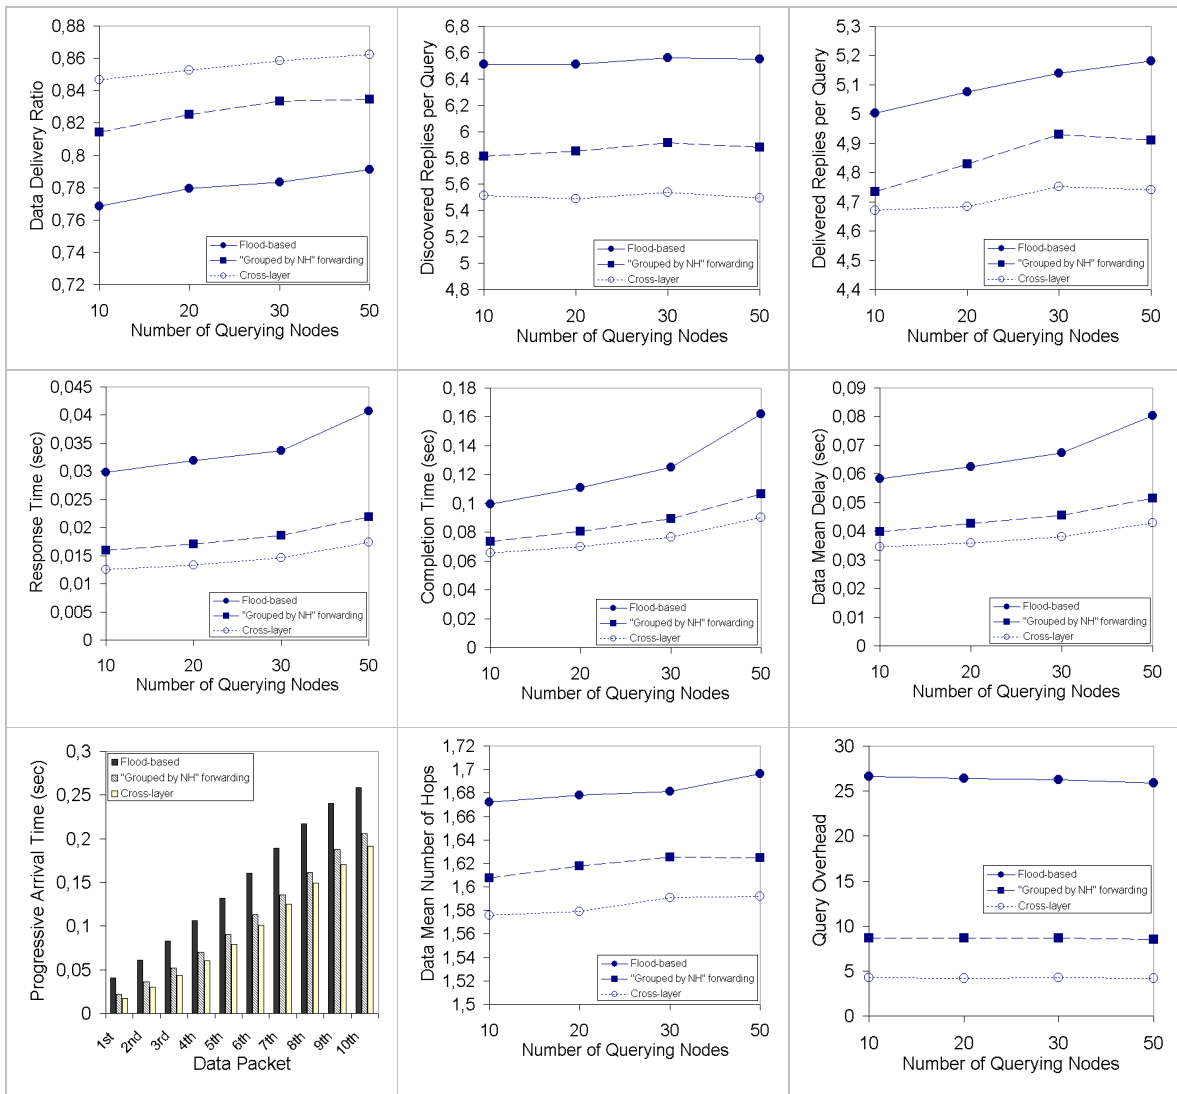 Data Delivery Ratio
0,88
0,86
0,84
0,82
0,8
0,78
0,76
0,74
0,72
Flood-based
"Grouped by NH" forwarding
Cross-layer
10 20 30 50
Number of Querying Nodes
Discovered Replies per Query
6,8
6,6
6,4
6,2
6
5,8
5,6
5,4
5,2
5
4,8
Flood-based
"Grouped by NH" forwarding
Cross-layer
10 20 30 50
Number of Querying Nodes
Delivered Replies per Query
5,3
5,2
5,1
5
4,9
4,8
4,7
4,6
4,5
4,4
Flood-based
"Grouped by NH" forwarding
Cross-layer
10 20 30 50
Number of Querying Nodes
Response Time (sec)
0,045
0,04
0,035
0,03
0,025
0,02
0,015
0,01
0,005
0
Flood-based
"Grouped by NH" forwarding
Cross-layer
10 20 30 50
Number of Querying Nodes
Completion Time (sec)
0,18
0,16
0,14
0,12
0,1
0,08
0,06
0,04
0,02
0
Flood-based
"Grouped by NH" forwarding
Cross-layer
10 20 30 50
Number of Querying Nodes
Data Mean Delay (sec)
0,09
0,08
0,07
0,06
0,05
0,04
0,03
0,02
0,01
0
Flood-based
"Grouped by NH" forwarding
Cross-layer
10 20 30 50
Number of Querying Nodes
Progressive Arrival Time (sec)
0,3
0,25
0,2
0,15
0,1
0,05
0
Flood-based
"Grouped by NH" forwarding
Cross-layer
1st 2nd 3rd 4th 5th 6th 7th 8th 9th 10th
Data Packet
Data Mean Number of Hops
1,72
1,7
1,68
1,66
1,64
1,62
1,6
1,58
1,56
1,54
1,52
1,5
Flood-based
"Grouped by NH" forwarding
Cross-layer
10 20 30 50
Number of Querying Nodes
Query Overhead
30
25
20
15
10
5
0
Flood-based
"Grouped by NH" forwarding
Cross-layer
10 20 30 50
Number of Querying Nodes